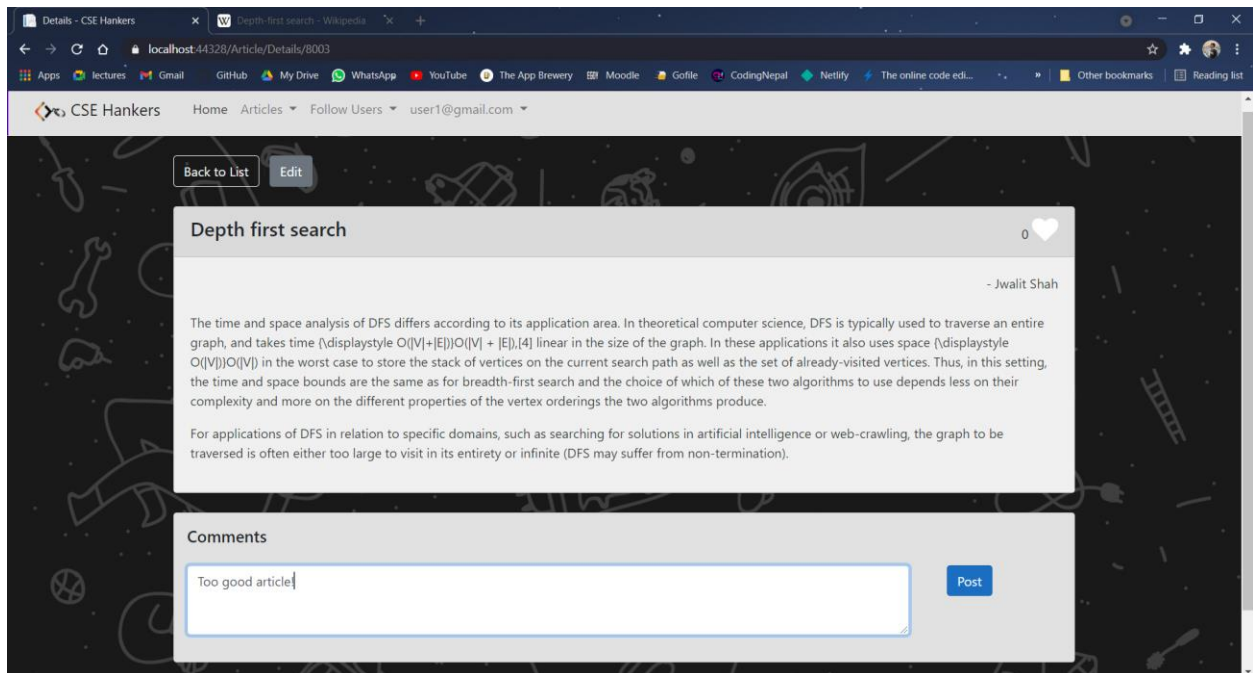 Details - CSE Hankers
Depth-first search - Wikipedia
localhost:44328/Article/Details/8003
Apps lectures Gmail GitHub My Drive WhatsApp YouTube The App Brewery Moodle Gofile CodingNepal Netlify The online code edi... » Other bookmarks Reading list
CSE Hankers Home Articles Follow Users user1@gmail.com
Back to List Edit
Depth first search 0
- Jwalit Shah
The time and space analysis of DFS differs according to its application area. In theoretical computer science, DFS is typically used to traverse an entire
graph, and takes time {\displaystyle O(|V|+|E|)}O(|V| + |E|),[4] linear in the size of the graph. In these applications it also uses space {\displaystyle
O(|V|)}O(|V|) in the worst case to store the stack of vertices on the current search path as well as the set of already-visited vertices. Thus, in this setting,
the time and space bounds are the same as for breadth-first search and the choice of which of these two algorithms to use depends less on their
complexity and more on the different properties of the vertex orderings the two algorithms produce.
For applications of DFS in relation to specific domains, such as searching for solutions in artificial intelligence or web-crawling, the graph to be
traversed is often either too large to visit in its entirety or infinite (DFS may suffer from non-termination).
Comments
Too good article!
Post